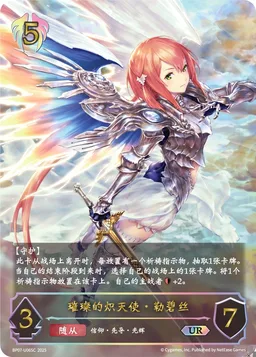 5
【守护】
此卡从战场上离开时,每放置有一个祈祷指示物,抽取1张卡牌。
当自己的结束阶段到来时,选择自己的战场上的1张卡牌。将1个
祈祷指示物放置在该卡上。自己的主战者+2。
璀璨的炽天使・勒碧丝
3
随从
信仰・先导・光辉
UR
7
© Cygames, Inc. Published by NetEase Games